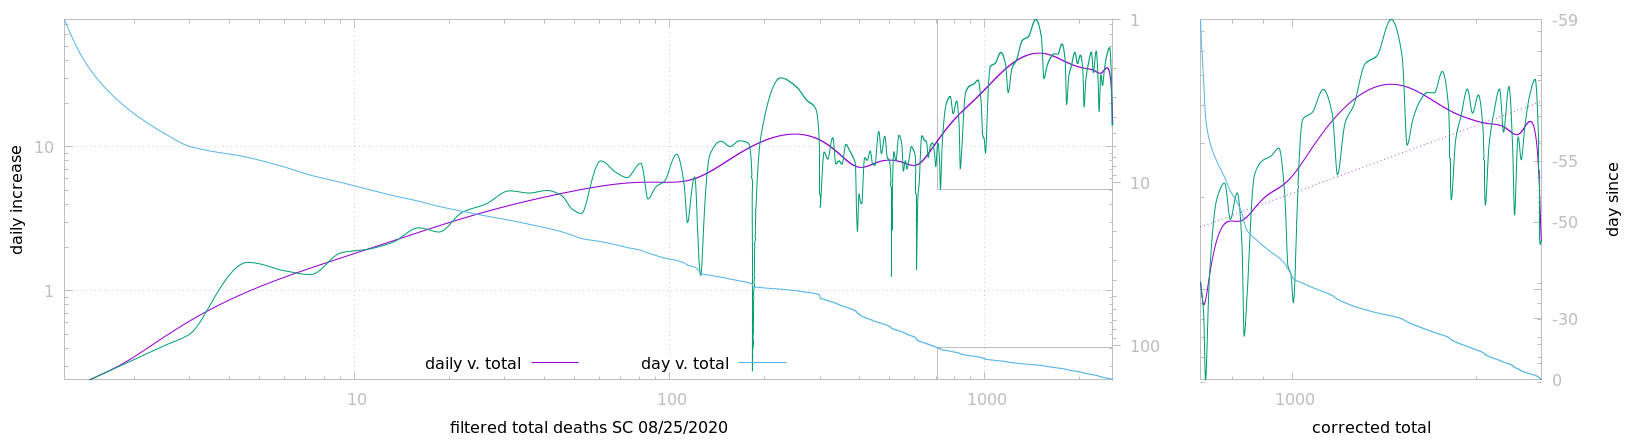 1
-59
10
-55
daily increase
10
-50
day since
1
-30
daily v. total
day v. total
100
0
10
100
1000
1000
filtered total deaths SC 08/25/2020
corrected total